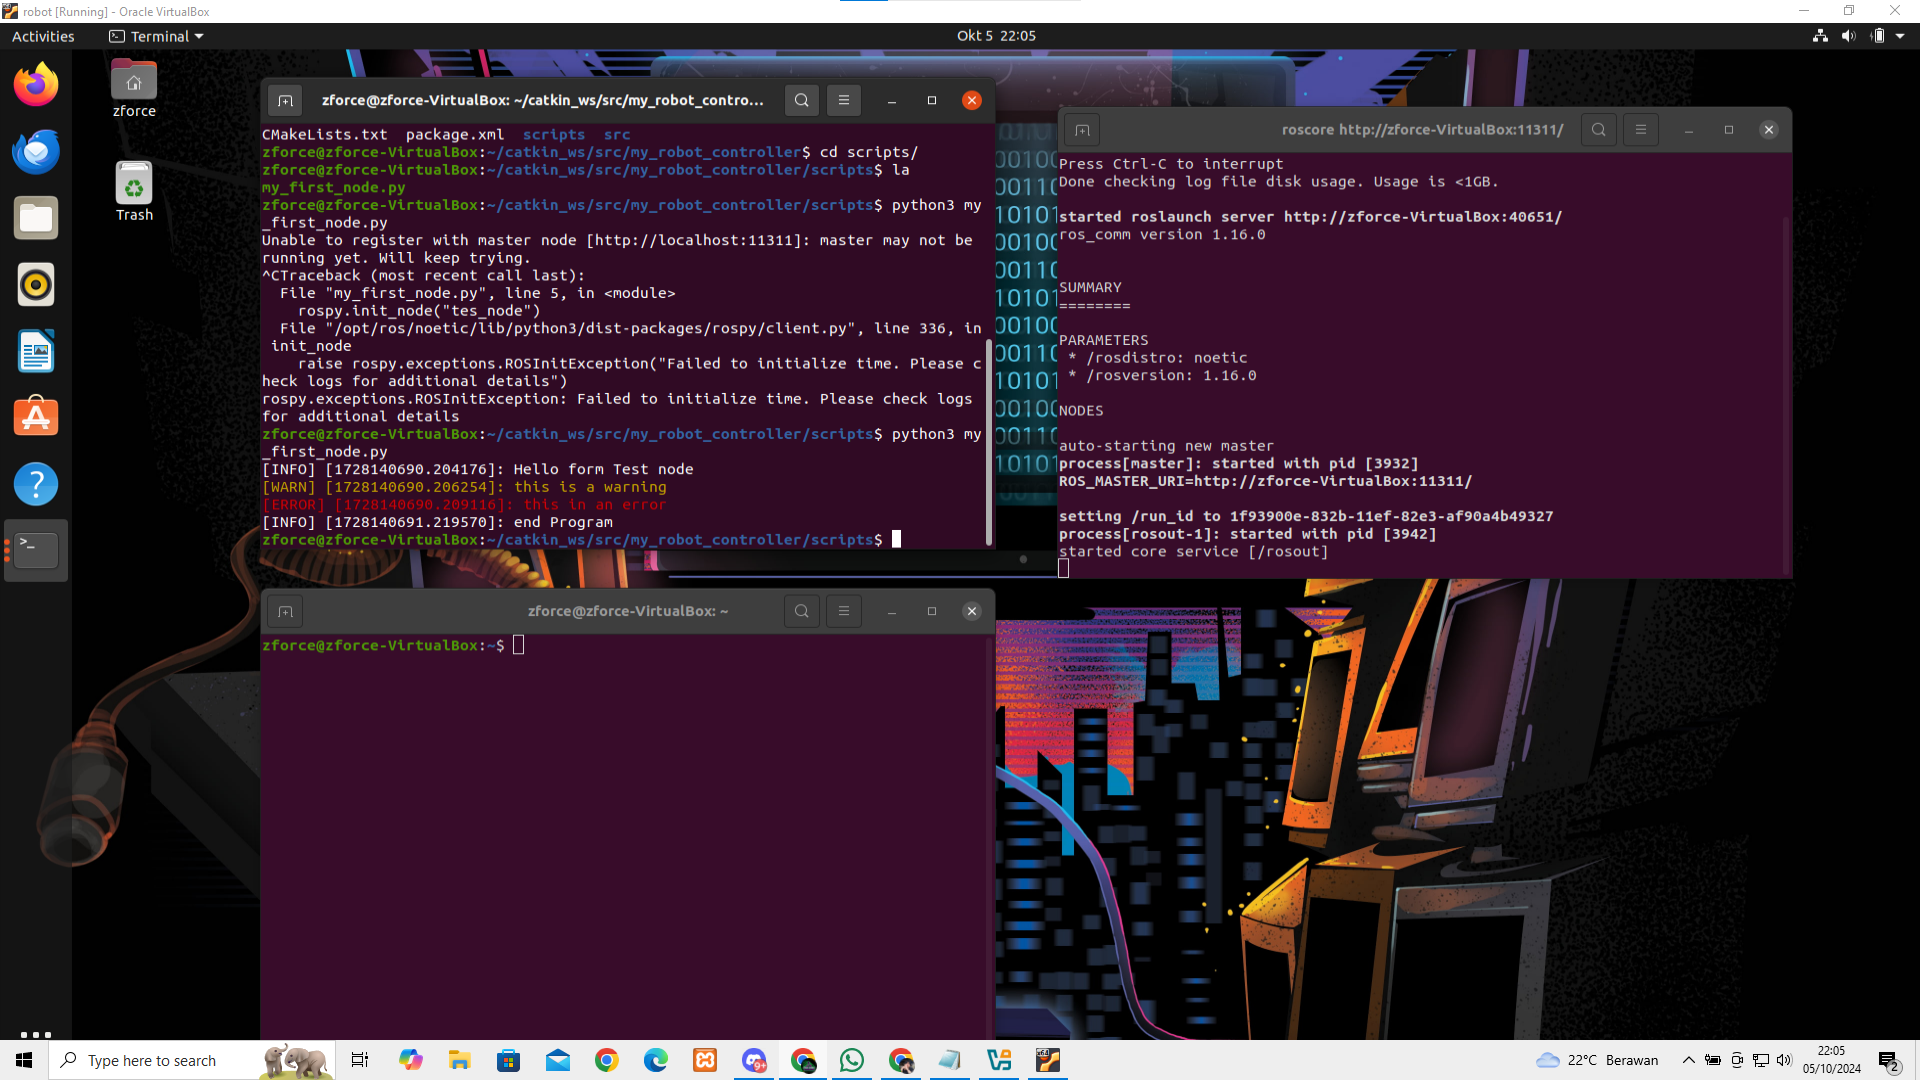 robot [Running] - Oracle VirtualBox
Activities
Terminal
Okt 5 22:05
zforce
Trash
zforce@zforce-VirtualBox: ~/catkin_ws/src/my_robot_contro...
CMakeLists.txt  package.xml  scripts  src
zforce@zforce-VirtualBox:~/catkin_ws/src/my_robot_controller$ cd scripts/
zforce@zforce-VirtualBox:~/catkin_ws/src/my_robot_controller/scripts$ la
my_first_node.py
zforce@zforce-VirtualBox:~/catkin_ws/src/my_robot_controller/scripts$ python3 my
_first_node.py
Unable to register with master node [http://localhost:11311]: master may not be
running yet. Will keep trying.
^CTraceback (most recent call last):
  File "my_first_node.py", line 5, in <module>
    rospy.init_node("tes_node")
  File "/opt/ros/noetic/lib/python3/dist-packages/rospy/client.py", line 336, in
 init_node
    raise rospy.exceptions.ROSInitException("Failed to initialize time. Please c
heck logs for additional details")
rospy.exceptions.ROSInitException: Failed to initialize time. Please check logs
for additional details
zforce@zforce-VirtualBox:~/catkin_ws/src/my_robot_controller/scripts$ python3 my
_first_node.py
[INFO] [1728140690.204176]: Hello form Test node
[WARN] [1728140690.206254]: this is a warning
[ERROR] [1728140690.209116]: this in an error
[INFO] [1728140691.219570]: end Program
zforce@zforce-VirtualBox:~/catkin_ws/src/my_robot_controller/scripts$
roscore http://zforce-VirtualBox:11311/
Press Ctrl-C to interrupt
Done checking log file disk usage. Usage is <1GB.
started roslaunch server http://zforce-VirtualBox:40651/
ros_comm version 1.16.0
SUMMARY
========
PARAMETERS
 * /rosdistro: noetic
 * /rosversion: 1.16.0
NODES
auto-starting new master
process[master]: started with pid [3932]
ROS_MASTER_URI=http://zforce-VirtualBox:11311/
setting /run_id to 1f93900e-832b-11ef-82e3-af90a4b49327
process[rosout-1]: started with pid [3942]
started core service [/rosout]
zforce@zforce-VirtualBox: ~
zforce@zforce-VirtualBox:~$
Type here to search
22°C Berawan
22:05
05/10/2024
2